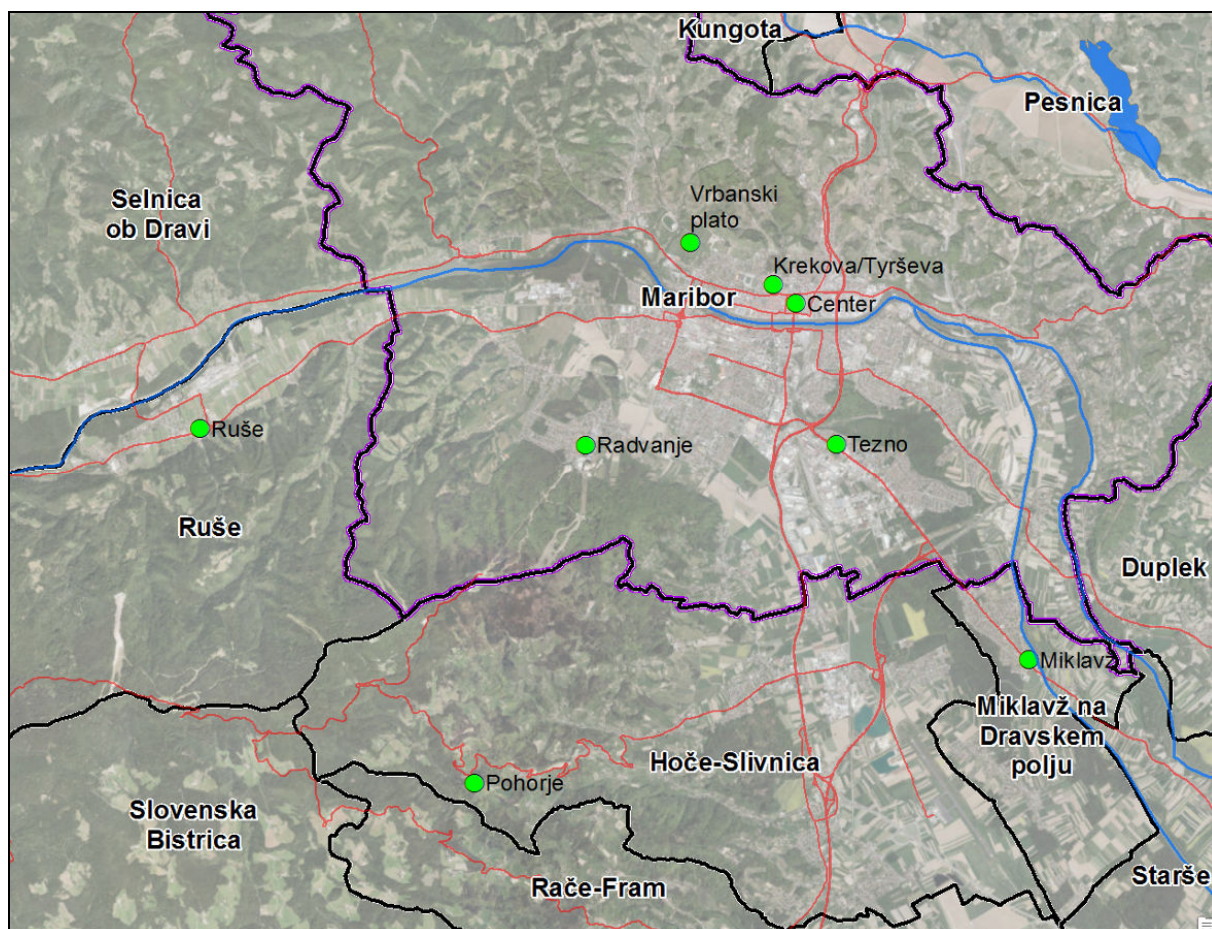 Kungota
Pesnica
Selnica
ob Dravi
Vrbanski
plato
Krekova/Tyrševa
Maribor
Center
Ruše
Radvanje
Tezno
Ruše
Duplek
Miklavž
Miklavž na
Dravskem
polju
Hoče-Slivnica
Pohorje
Slovenska
Bistrica
Rače-Fram
Starše